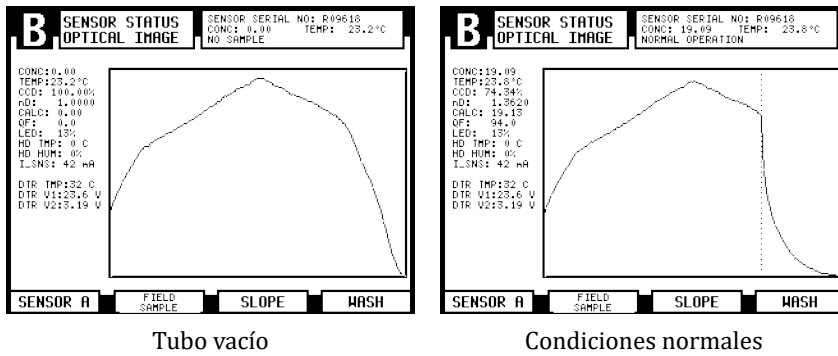 B
SENSOR STATUS
OPTICAL IMAGE
SENSOR SERIAL NO: R09618
CONC: 0.00 TEMP: 23.2°C
NO SAMPLE
CONC:0.00
TEMP:23.2°C
CCD: 100.00%
nD: 1.0000
CALC: 0.00
QF: 0.0
LED: 13%
HD TMP: 0 C
HD HUM: 0%
I_SNS: 42 mA
DTR TMP:32 C
DTR V1:23.6 V
DTR V2:3.19 V
SENSOR A
FIELD
SAMPLE
SLOPE
WASH
Tubo vacío
B
SENSOR STATUS
OPTICAL IMAGE
SENSOR SERIAL NO: R09618
CONC: 19.09 TEMP: 23.8°C
NORMAL OPERATION
CONC:19.09
TEMP:23.8°C
CCD: 74.34%
nD: 1.3620
CALC: 19.13
QF: 94.0
LED: 13%
HD TMP: 0 C
HD HUM: 0%
I_SNS: 42 mA
DTR TMP:32 C
DTR V1:23.6 V
DTR V2:3.19 V
SENSOR A
FIELD
SAMPLE
SLOPE
WASH
Condiciones normales